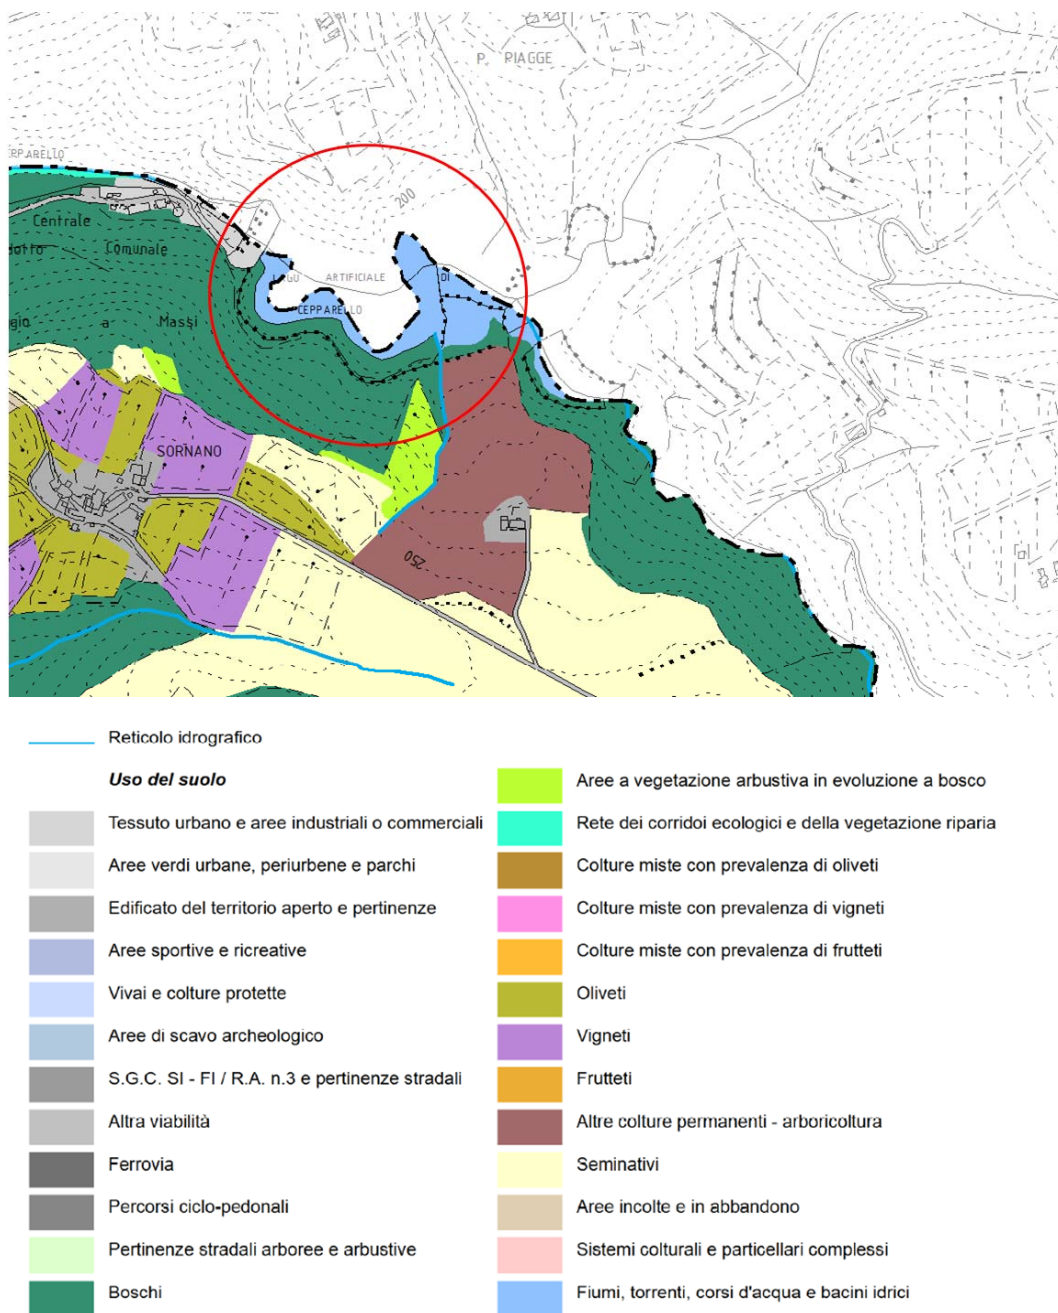 P. PIAGGE
EPPARELLO
200
Centrale
Comunale
LAGO ARTIFICIALE DI
CEPPARELLO
gio a Massi
SORNANO
250
Reticolo idrografico
Uso del suolo
Tessuto urbano e aree industriali o commerciali
Aree verdi urbane, periurbene e parchi
Edificato del territorio aperto e pertinenze
Aree sportive e ricreative
Vivai e colture protette
Aree di scavo archeologico
S.G.C. SI - FI / R.A. n.3 e pertinenze stradali
Altra viabilità
Ferrovia
Percorsi ciclo-pedonali
Pertinenze stradali arboree e arbustive
Boschi
Aree a vegetazione arbustiva in evoluzione a bosco
Rete dei corridoi ecologici e della vegetazione riparia
Colture miste con prevalenza di oliveti
Colture miste con prevalenza di vigneti
Colture miste con prevalenza di frutteti
Oliveti
Vigneti
Frutteti
Altre colture permanenti - arboricoltura
Seminativi
Aree incolte e in abbandono
Sistemi colturali e particellari complessi
Fiumi, torrenti, corsi d'acqua e bacini idrici